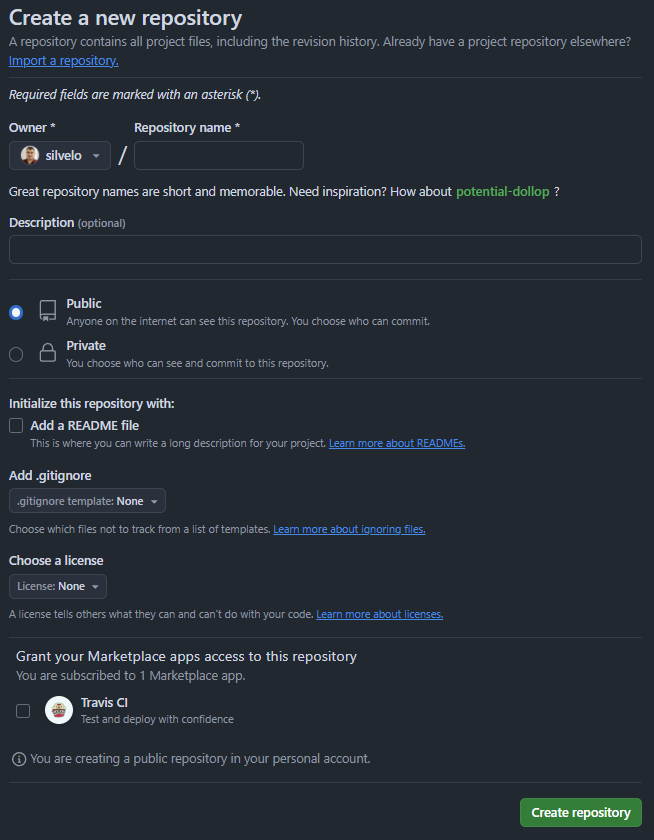 Create a new repository
A repository contains all project files, including the revision history. Already have a project repository elsewhere?
Import a repository.
Required fields are marked with an asterisk (*).
Owner *
Repository name *
silvelo
/
Great repository names are short and memorable. Need inspiration? How about potential-dollop ?
Description (optional)
Public
Anyone on the internet can see this repository. You choose who can commit.
Private
You choose who can see and commit to this repository.
Initialize this repository with:
Add a README file
This is where you can write a long description for your project. Learn more about READMEs.
Add .gitignore
.gitignore template: None
Choose which files not to track from a list of templates. Learn more about ignoring files.
Choose a license
License: None
A license tells others what they can and can't do with your code. Learn more about licenses.
Grant your Marketplace apps access to this repository
You are subscribed to 1 Marketplace app.
Travis CI
Test and deploy with confidence
You are creating a public repository in your personal account.
Create repository